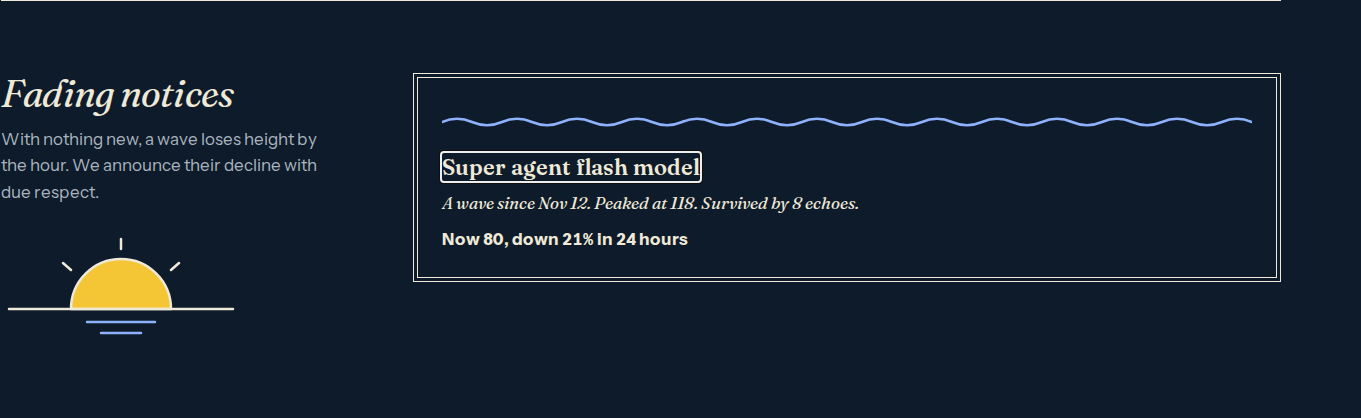 Fading notices
With nothing new, a wave loses height by
the hour. We announce their decline with
due respect.
Super agent flash model
A wave since Nov 12. Peaked at 118. Survived by 8 echoes.
Now 80, down 21% in 24 hours